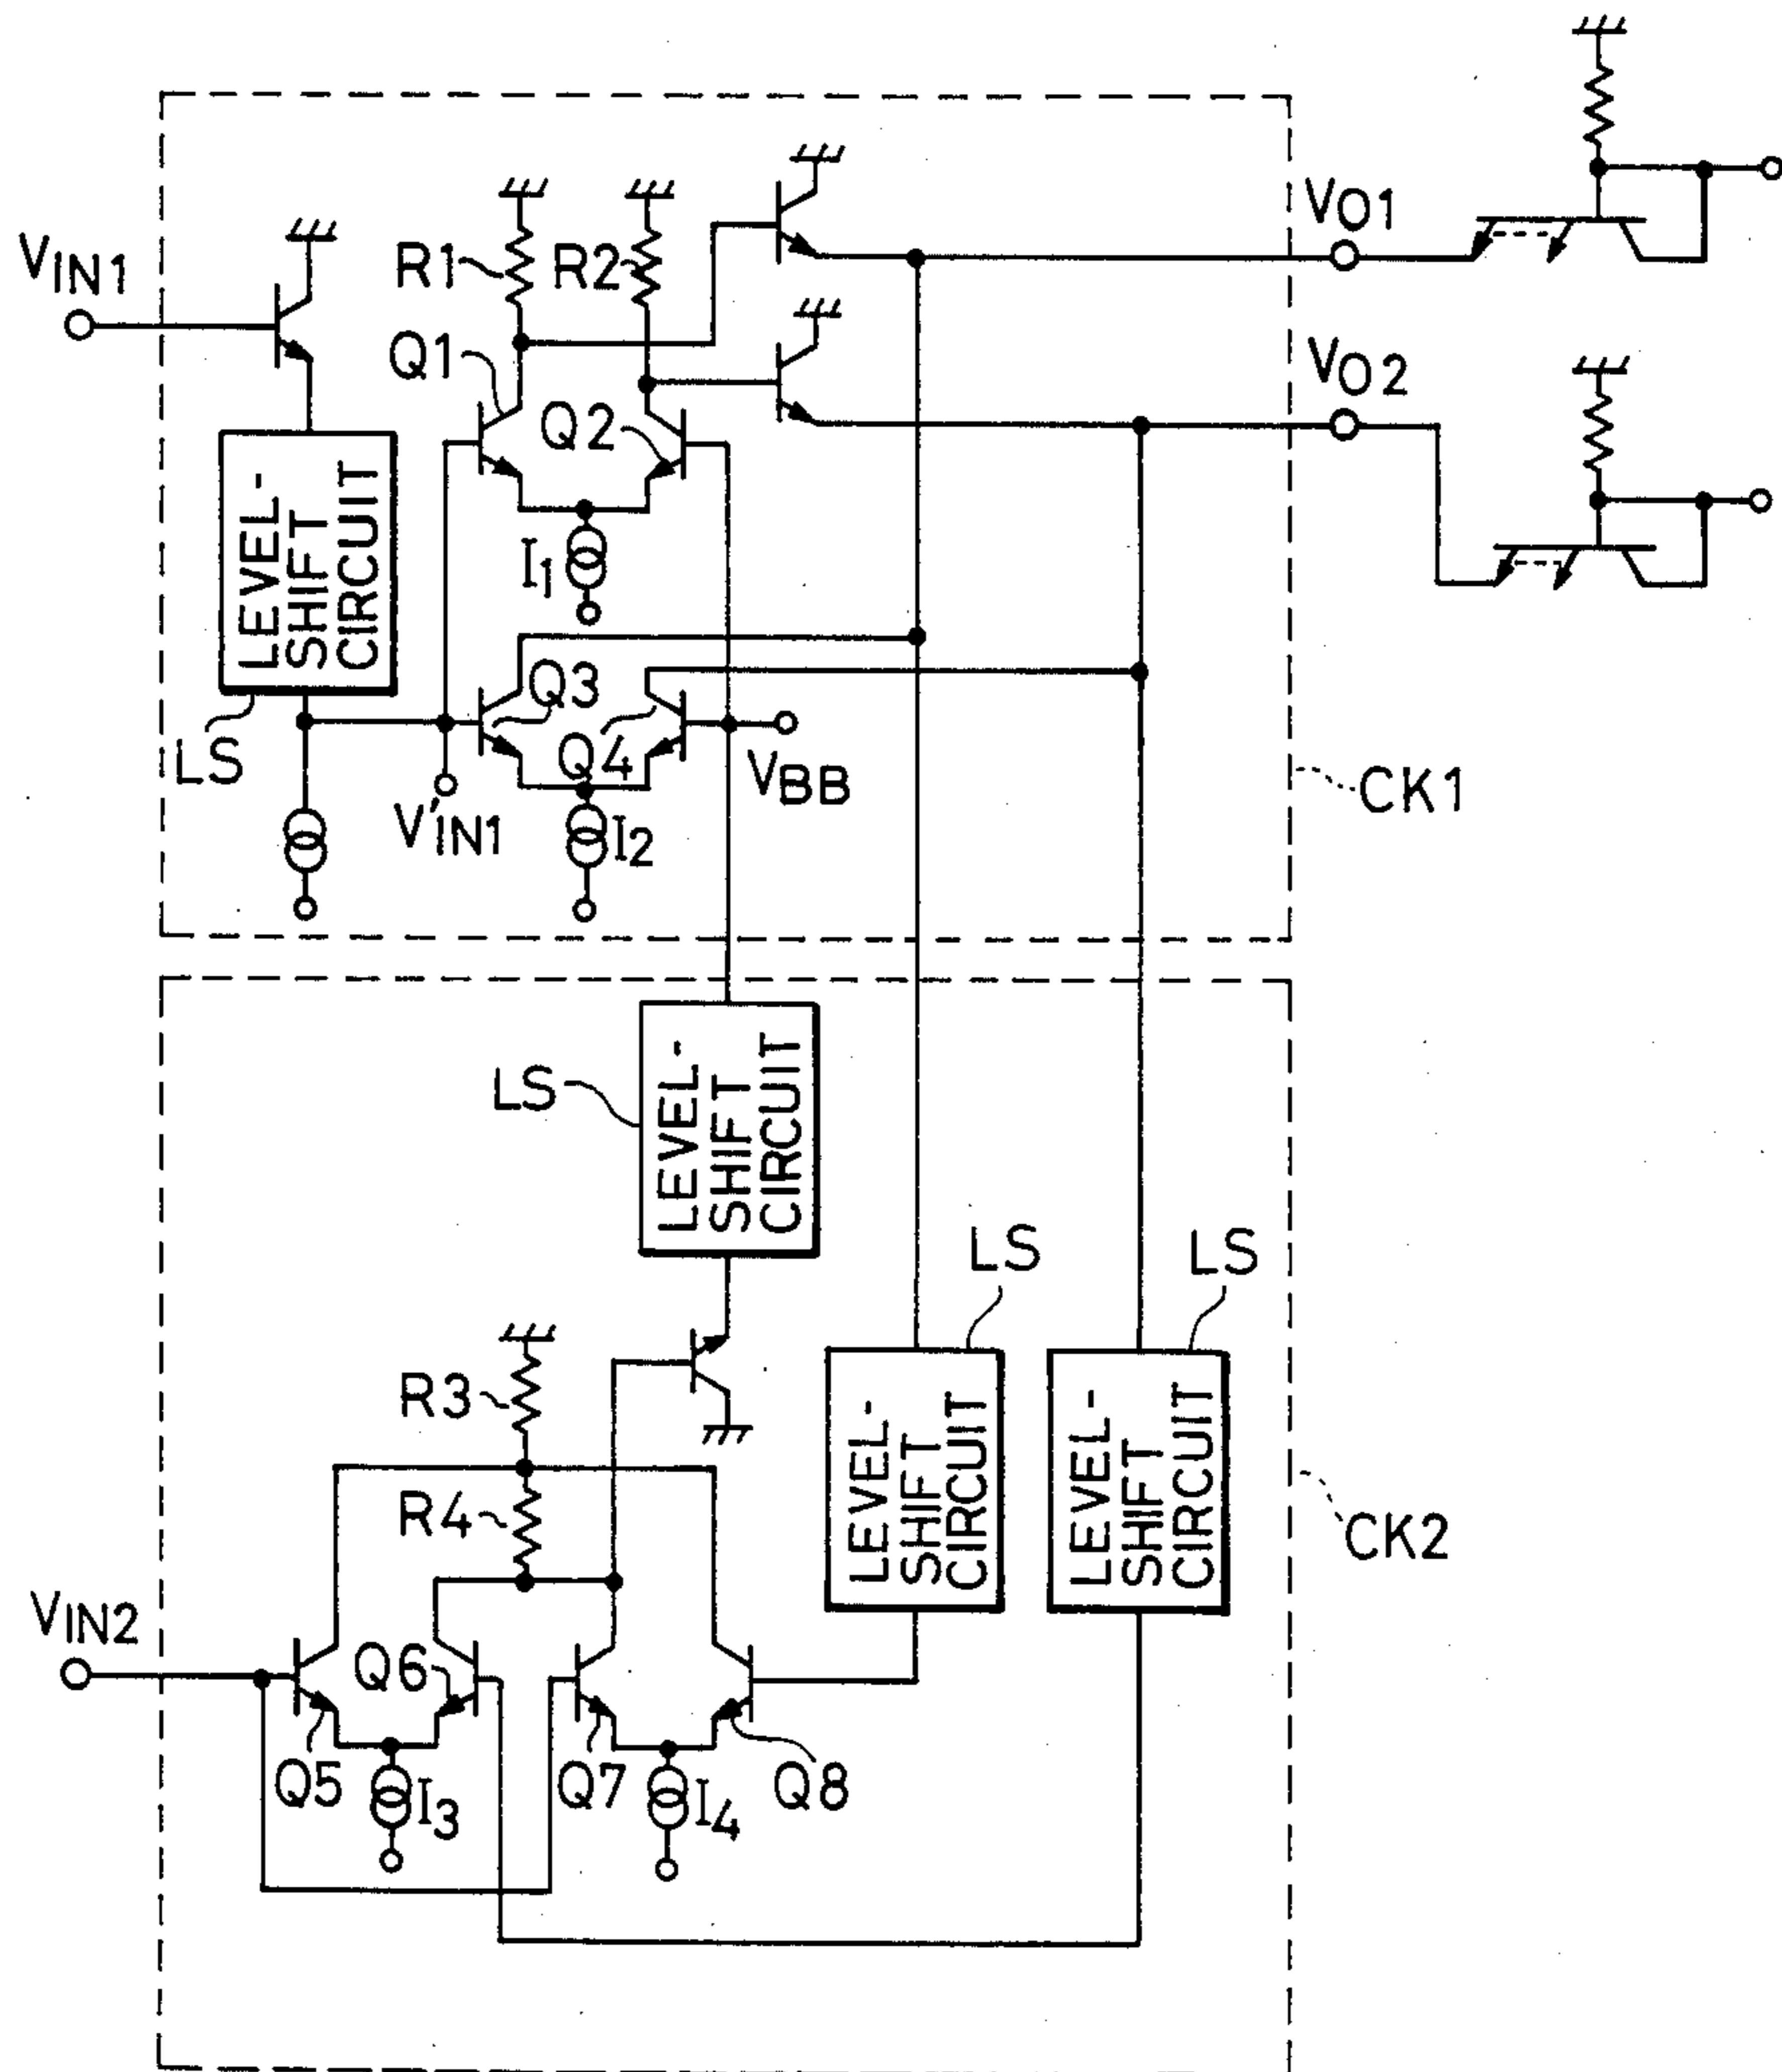 VO1
VIN1
R1
R2
VO2
Q1
Q2
LEVEL-
SHIFT
CIRCUIT
I1
Q3
LS
Q4
VBB
CK1
V'IN1
I2
LEVEL-
SHIFT
CIRCUIT
LS
LS
LS
R3
LEVEL-
SHIFT
CIRCUIT
LEVEL-
SHIFT
CIRCUIT
R4
CK2
VIN2
Q6
Q5
I3
Q7
I4
Q8